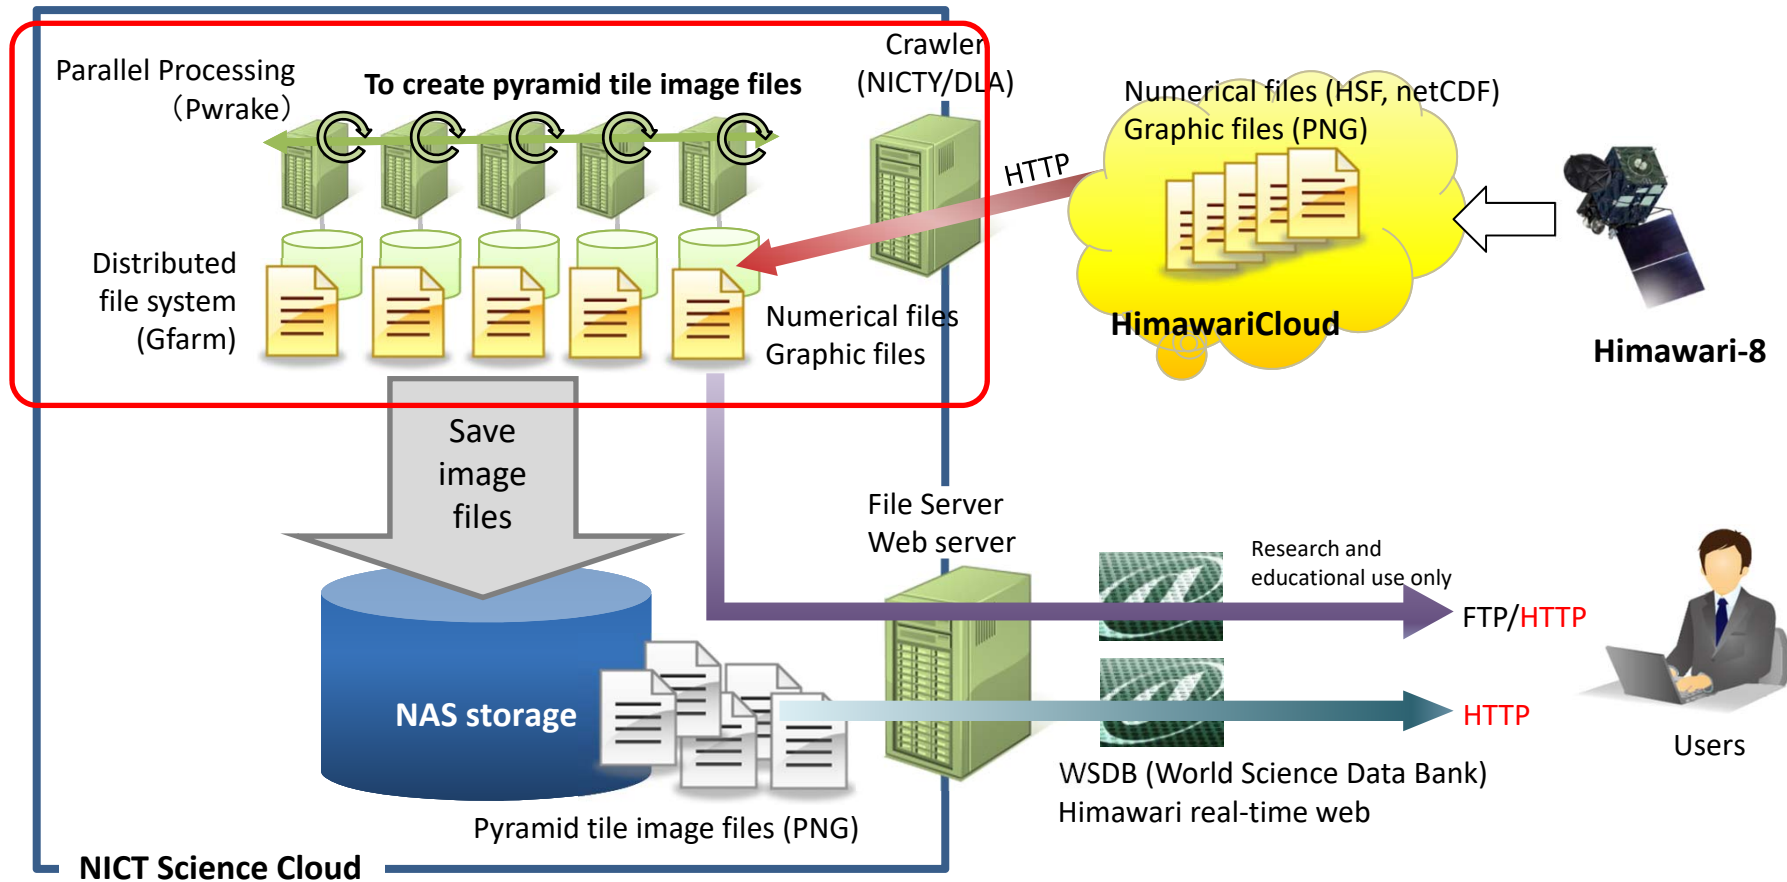 Parallel Processing
（Pwrake）
To create pyramid tile image files
Crawler
(NICTY/DLA)
HTTP
Numerical files (HSF, netCDF)
Graphic files (PNG)
HimawariCloud
Himawari-8
Distributed
file system
(Gfarm)
Numerical files
Graphic files
Save
image
files
File Server
Web server
Research and
educational use only
FTP/HTTP
NAS storage
HTTP
Users
WSDB (World Science Data Bank)
Himawari real-time web
Pyramid tile image files (PNG)
NICT Science Cloud